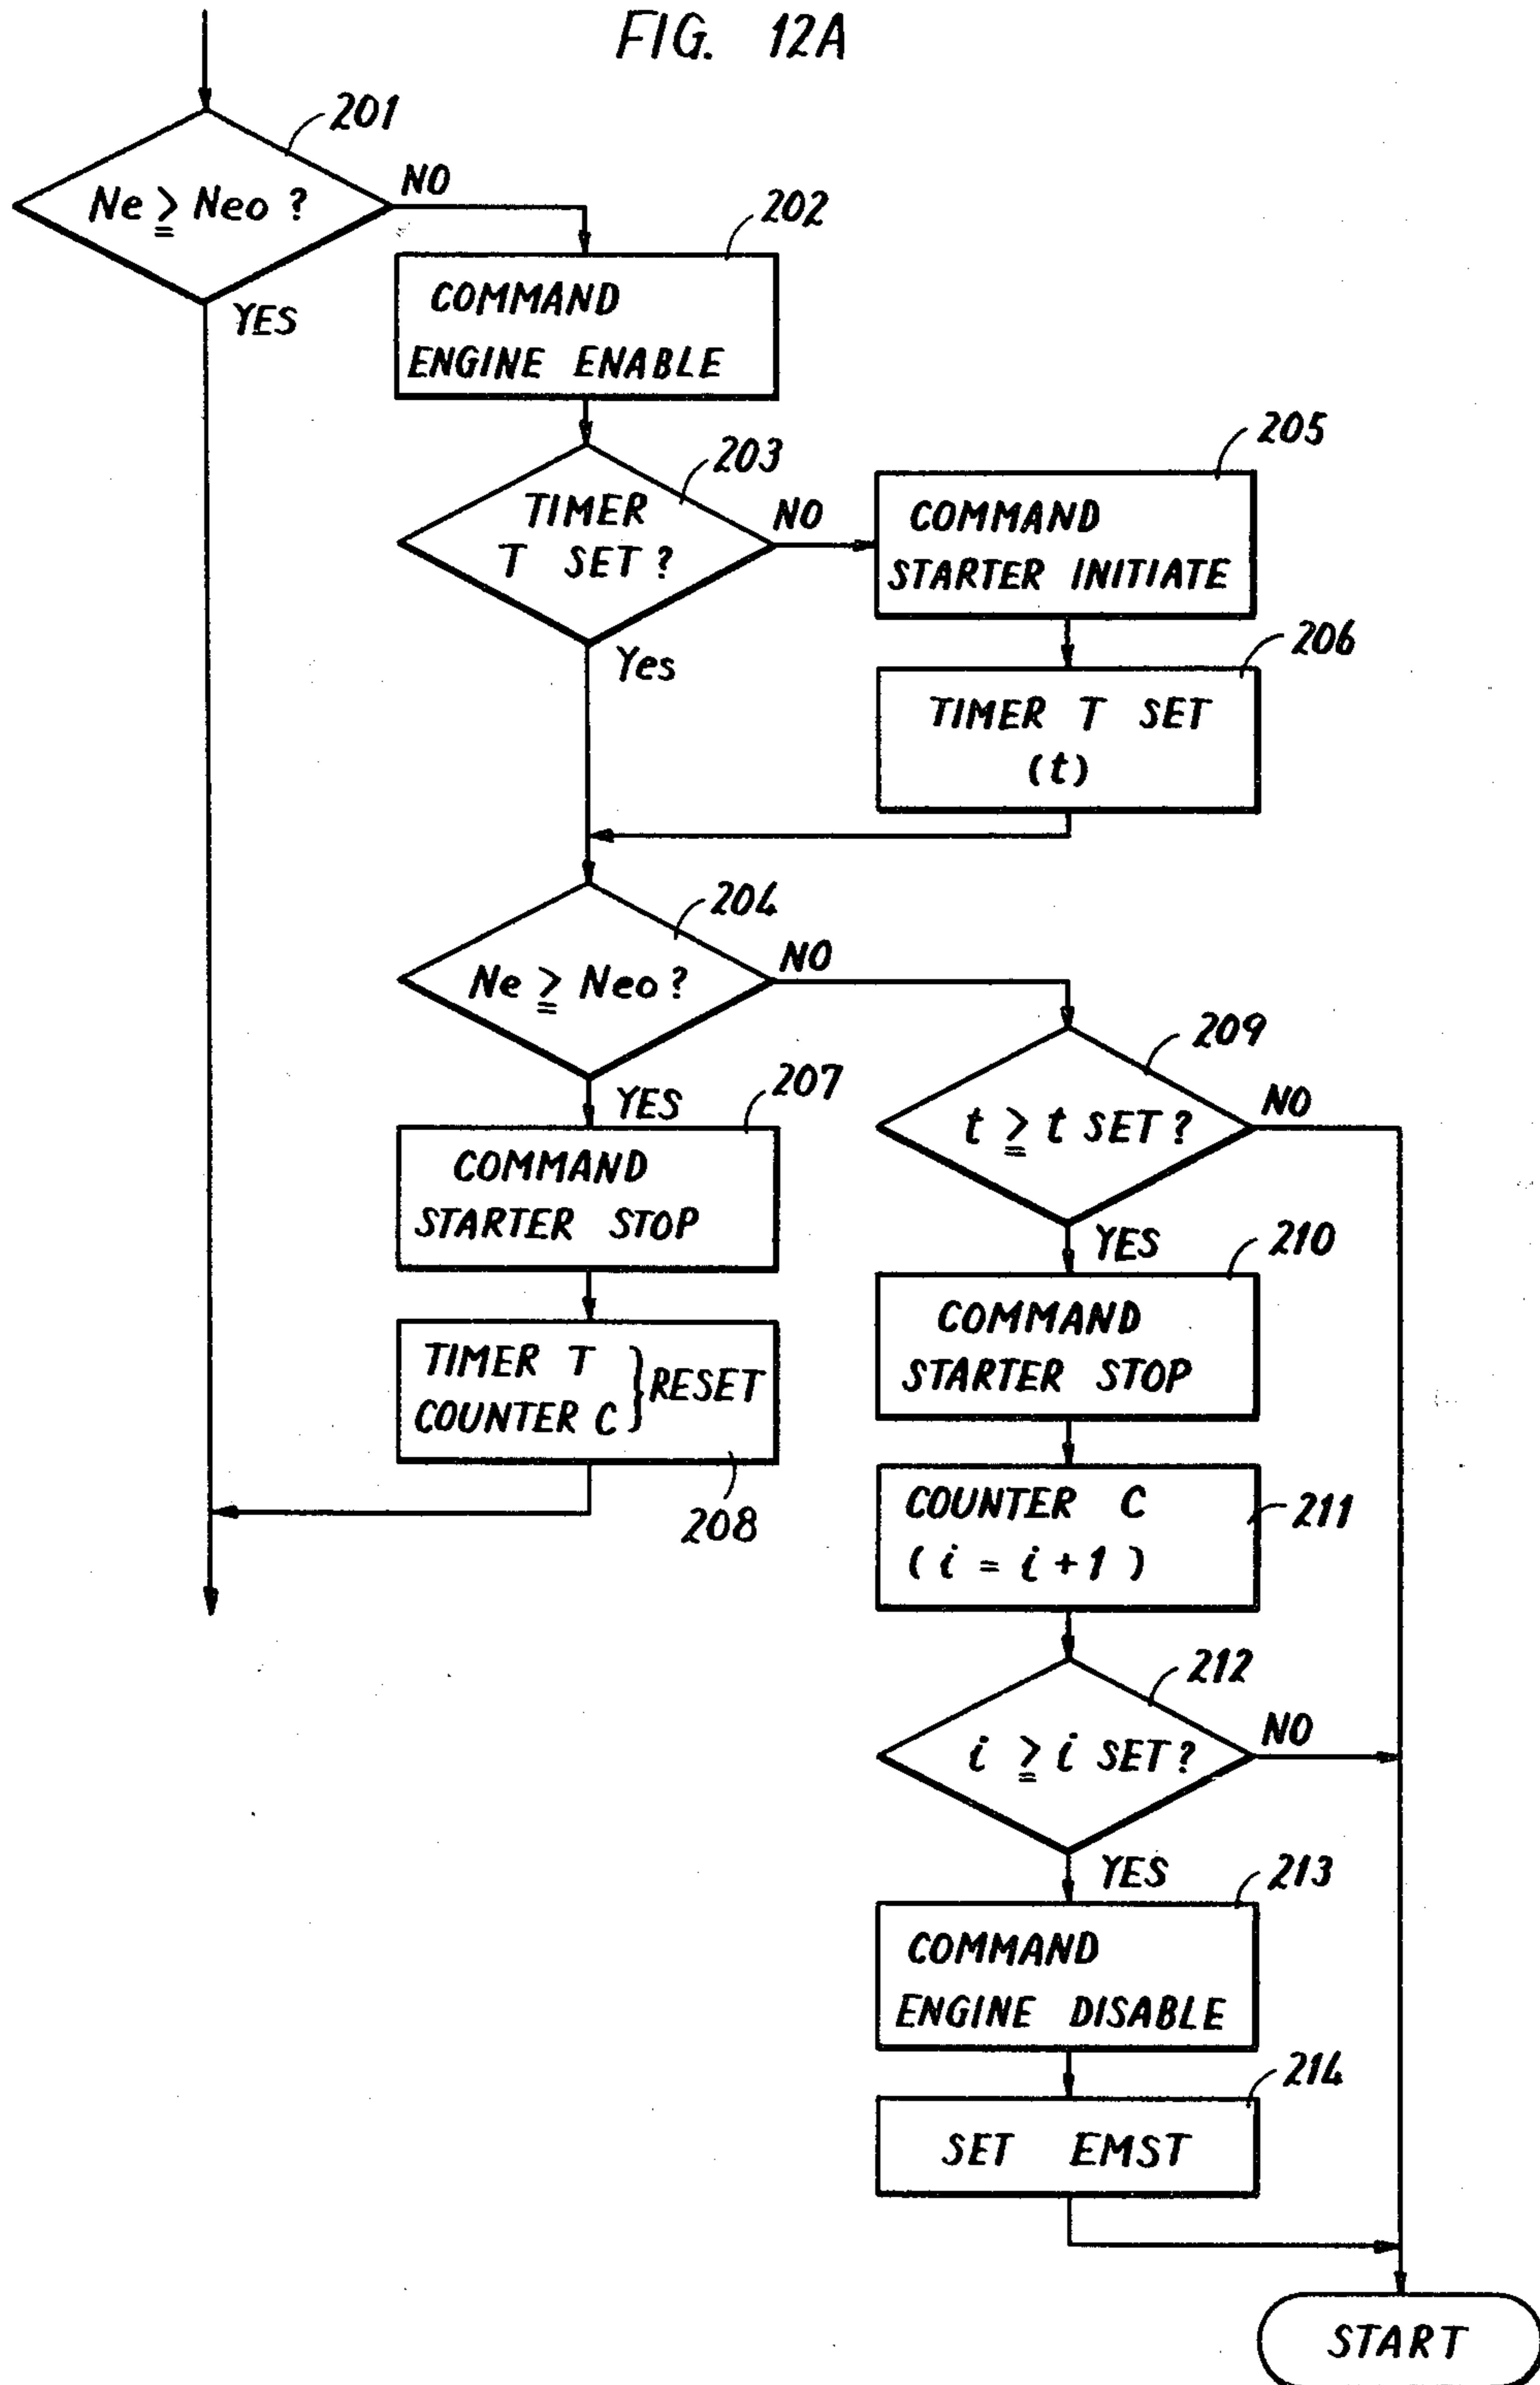 FIG. 12A
201
Ne ≧ Neo ?
NO
YES
202
COMMAND
ENGINE ENABLE
203
TIMER
T SET ?
NO
Yes
205
COMMAND
STARTER INITIATE
206
TIMER T SET
(t)
204
Ne ≧ Neo ?
NO
YES
207
COMMAND
STARTER STOP
TIMER T
COUNTER C } RESET
208
209
t ≧ t SET ?
NO
YES
210
COMMAND
STARTER STOP
COUNTER C
( i = i + 1 )
211
212
i ≧ i SET ?
NO
YES
213
COMMAND
ENGINE DISABLE
214
SET EMST
START